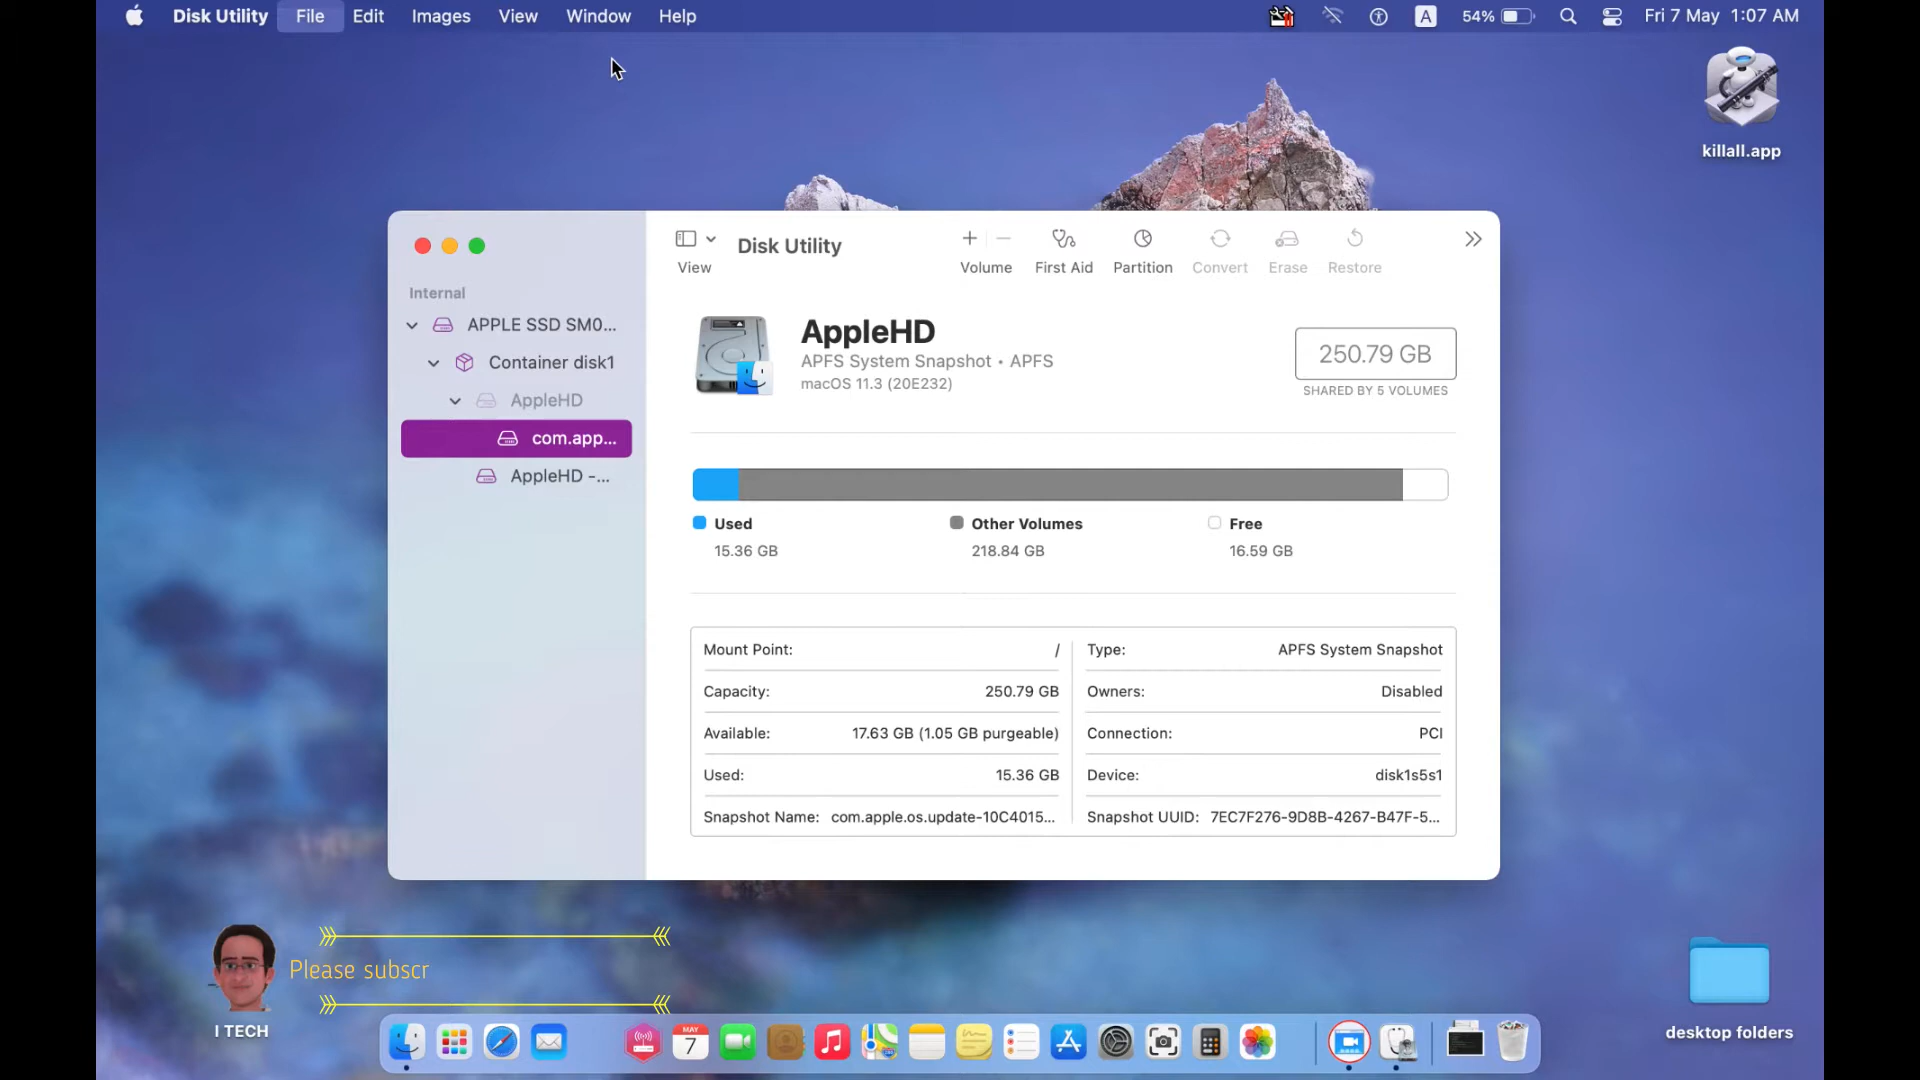 Disk Utility File Edit Images View Window Help A 54% Fri 7 May 1:07 AM
killall.app
View
Disk Utility
Volume
First Aid
Partition
Convert
Erase
Restore
Internal
APPLE SSD SM0...
Container disk1
AppleHD
com.app...
AppleHD -...
AppleHD
APFS System Snapshot • APFS
macOS 11.3 (20E232)
250.79 GB
SHARED BY 5 VOLUMES
Used
15.36 GB
Other Volumes
218.84 GB
Free
16.59 GB
Mount Point: /
Capacity: 250.79 GB
Available: 17.63 GB (1.05 GB purgeable)
Used: 15.36 GB
Snapshot Name: com.apple.os.update-10C4015...
Type: APFS System Snapshot
Owners: Disabled
Connection: PCI
Device: disk1s5s1
Snapshot UUID: 7EC7F276-9D8B-4267-B47F-5...
Please subscr
I TECH
desktop folders
MAY
7